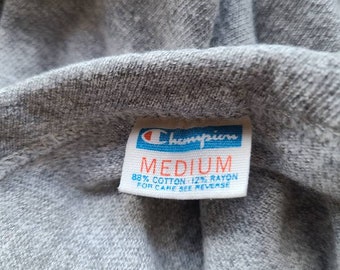 Champion
MEDIUM
88% COTTON · 12% RAYON
FOR CARE SEE REVERSE